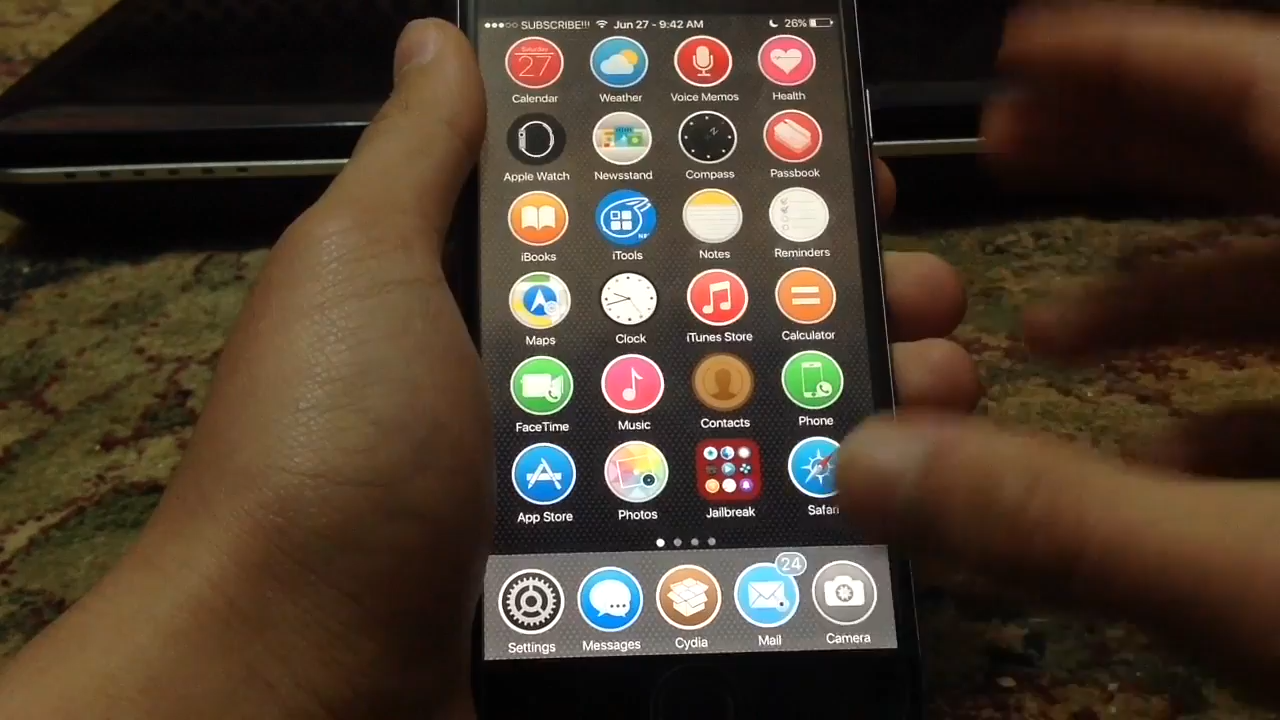 SUBSCRIBE!!! Jun 27 - 9:42 AM 26%
Saturday
27
Calendar Weather Voice Memos Health
N
Apple Watch Newsstand Compass Passbook
iBooks iTools Notes Reminders
Maps Clock iTunes Store Calculator
FaceTime Music Contacts Phone
App Store Photos Jailbreak Safari
24
Settings Messages Cydia Mail Camera